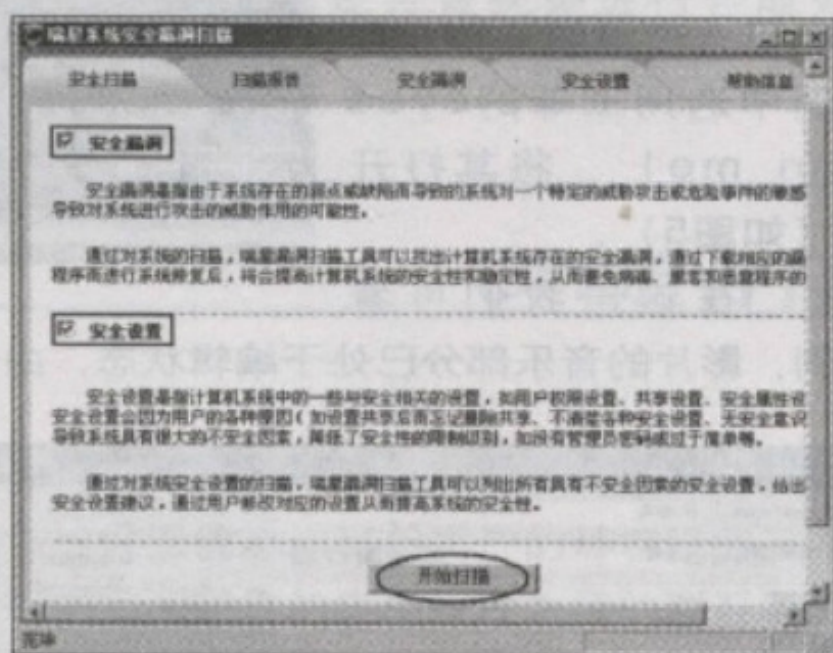 瑞星系统安全漏洞扫描
安全扫描 扫描报告 安全漏洞 安全设置 帮助信息
安全漏洞
安全漏洞是指由于系统存在的弱点或缺陷而导致的系统对一个特定的威胁攻击或危险事件的敏感
导致对系统进行攻击的威胁作用的可能性。
通过对系统的扫描，瑞星漏洞扫描工具可以找出计算机系统存在的安全漏洞，通过下载相应的漏
程序而进行系统修复后，将会提高计算机系统的安全性和稳定性，从而避免病毒、黑客和恶意程序的
安全设置
安全设置是指计算机系统中的一些与安全相关的设置，如用户权限设置、共享设置、安全属性设
安全设置会因为用户的各种原因(如设置共享后而忘记删除共享、不清楚各种安全设置、无安全意识
导致系统具有很大的不安全因素，降低了安全性的限制级别，如没有管理员密码或过于简单等。
通过对系统安全设置的扫描，瑞星漏洞扫描工具可以列出所有具有不安全因素的安全设置，给出
安全设置建议，通过用户修改对应的设置从而提高系统的安全性。
开始扫描
完毕